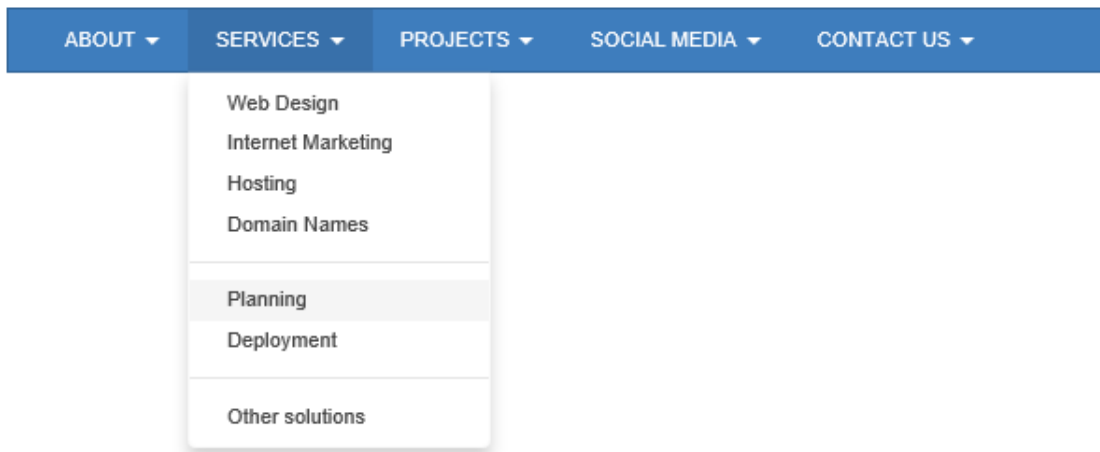 ABOUT SERVICES PROJECTS SOCIAL MEDIA CONTACT US
Web Design
Internet Marketing
Hosting
Domain Names
Planning
Deployment
Other solutions